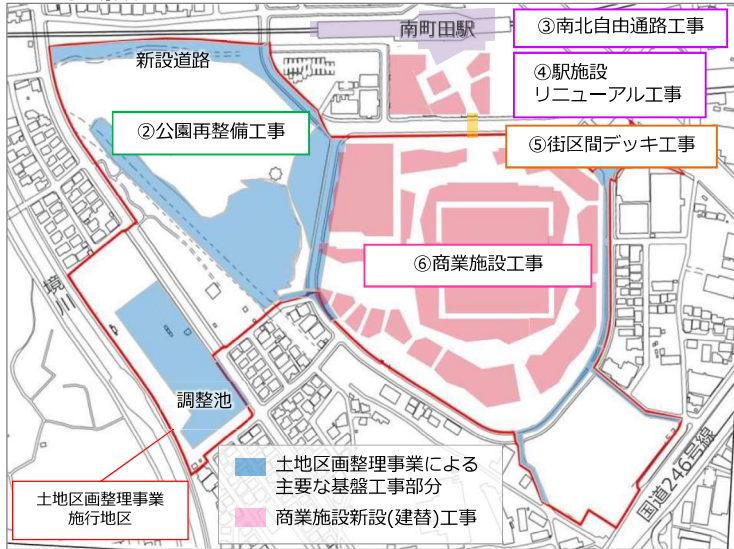 南町田駅
③南北自由通路工事
新設道路
④駅施設
リニューアル工事
②公園再整備工事
⑤街区間デッキ工事
⑥商業施設工事
境川
調整池
土地区画整理事業による
主要な基盤工事部分
商業施設新設(建替)工事
土地区画整理事業
施行地区
国道246号線